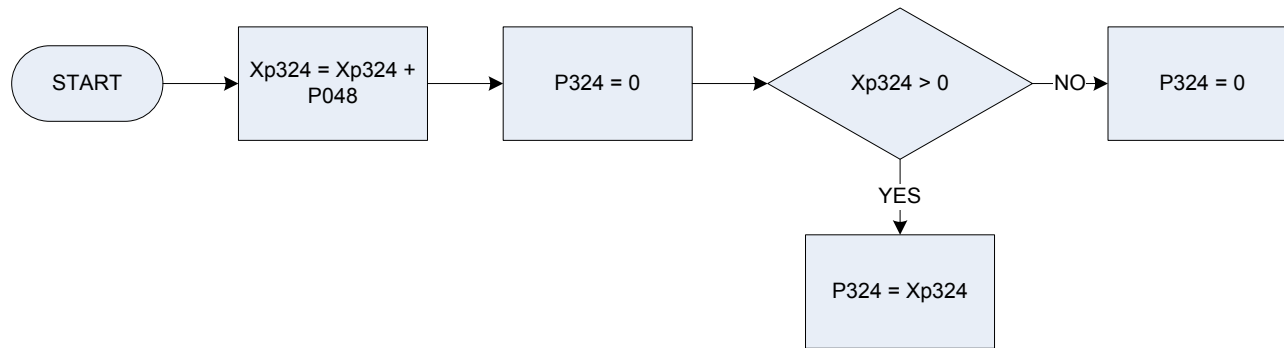 START
Xp324 = Xp324 +
P048
P324 = 0
Xp324 > 0
NO
P324 = 0
YES
P324 = Xp324